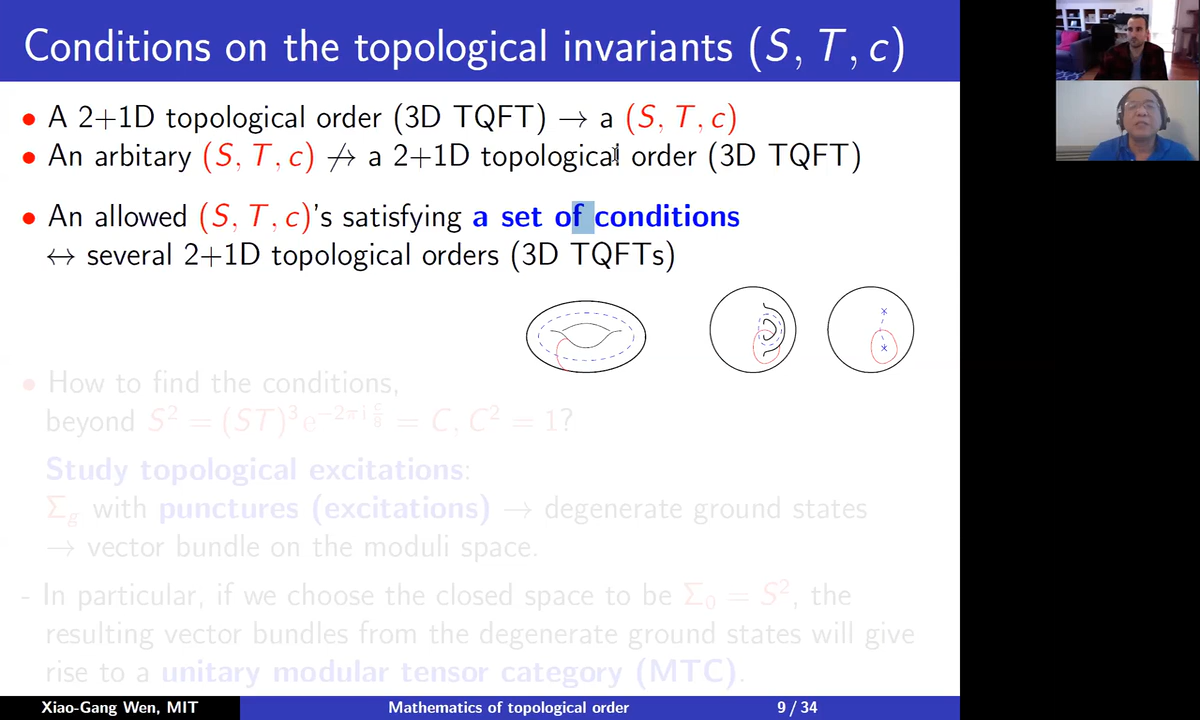 Conditions on the topological invariants (S, T, c)
• A 2+1D topological order (3D TQFT) → a (S, T, c)
• An arbitary (S, T, c) ↛ a 2+1D topological order (3D TQFT)
• An allowed (S, T, c)'s satisfying a set of conditions
↔ several 2+1D topological orders (3D TQFTs)
• How to find the conditions,
beyond S² = (ST)³e^{-2πi c/8} = C, C² = 1?
Study topological excitations:
Σg with punctures (excitations) → degenerate ground states
→ vector bundle on the moduli space.
- In particular, if we choose the closed space to be Σ₀ = S², the
resulting vector bundles from the degenerate ground states will give
rise to a unitary modular tensor category (MTC).
Xiao-Gang Wen, MIT Mathematics of topological order 9 / 34